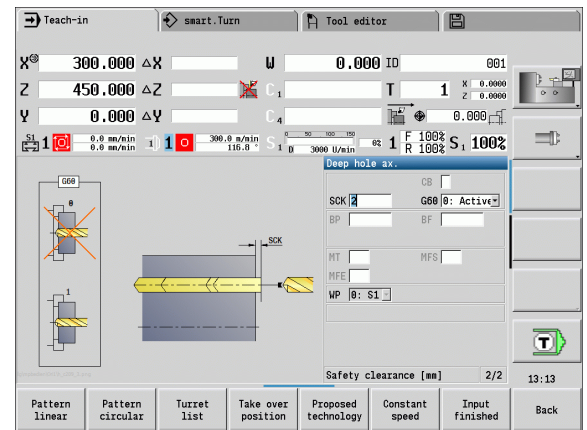 Teach-in
smart.Turn
Tool editor
X 300.000 ΔX
W 0.000 ID 001
Z 450.000 ΔZ
C1
T 1 X 0.0000
Z 0.0000
Y 0.000 ΔY
C4
0.000
S1 1 0.0 mm/min
0.0 mm/min
1) 1 300.0 m/min
116.8 °
S 1
0 50 100 150
D 3000 U/min
0% 1 F 100%
R 100%
S1 100%
Deep hole ax.
CB
SCK 2 G60 0: Active
BP BF
MT MFS
MFE
WP 0: S1
Safety clearance [mm] 2/2
G60
0
1
SCK
13:13
Pattern linear
Pattern circular
Turret list
Take over position
Proposed technology
Constant speed
Input finished
Back